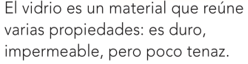 El vidrio es un material que reúne
varias propiedades: es duro,
impermeable, pero poco tenaz.